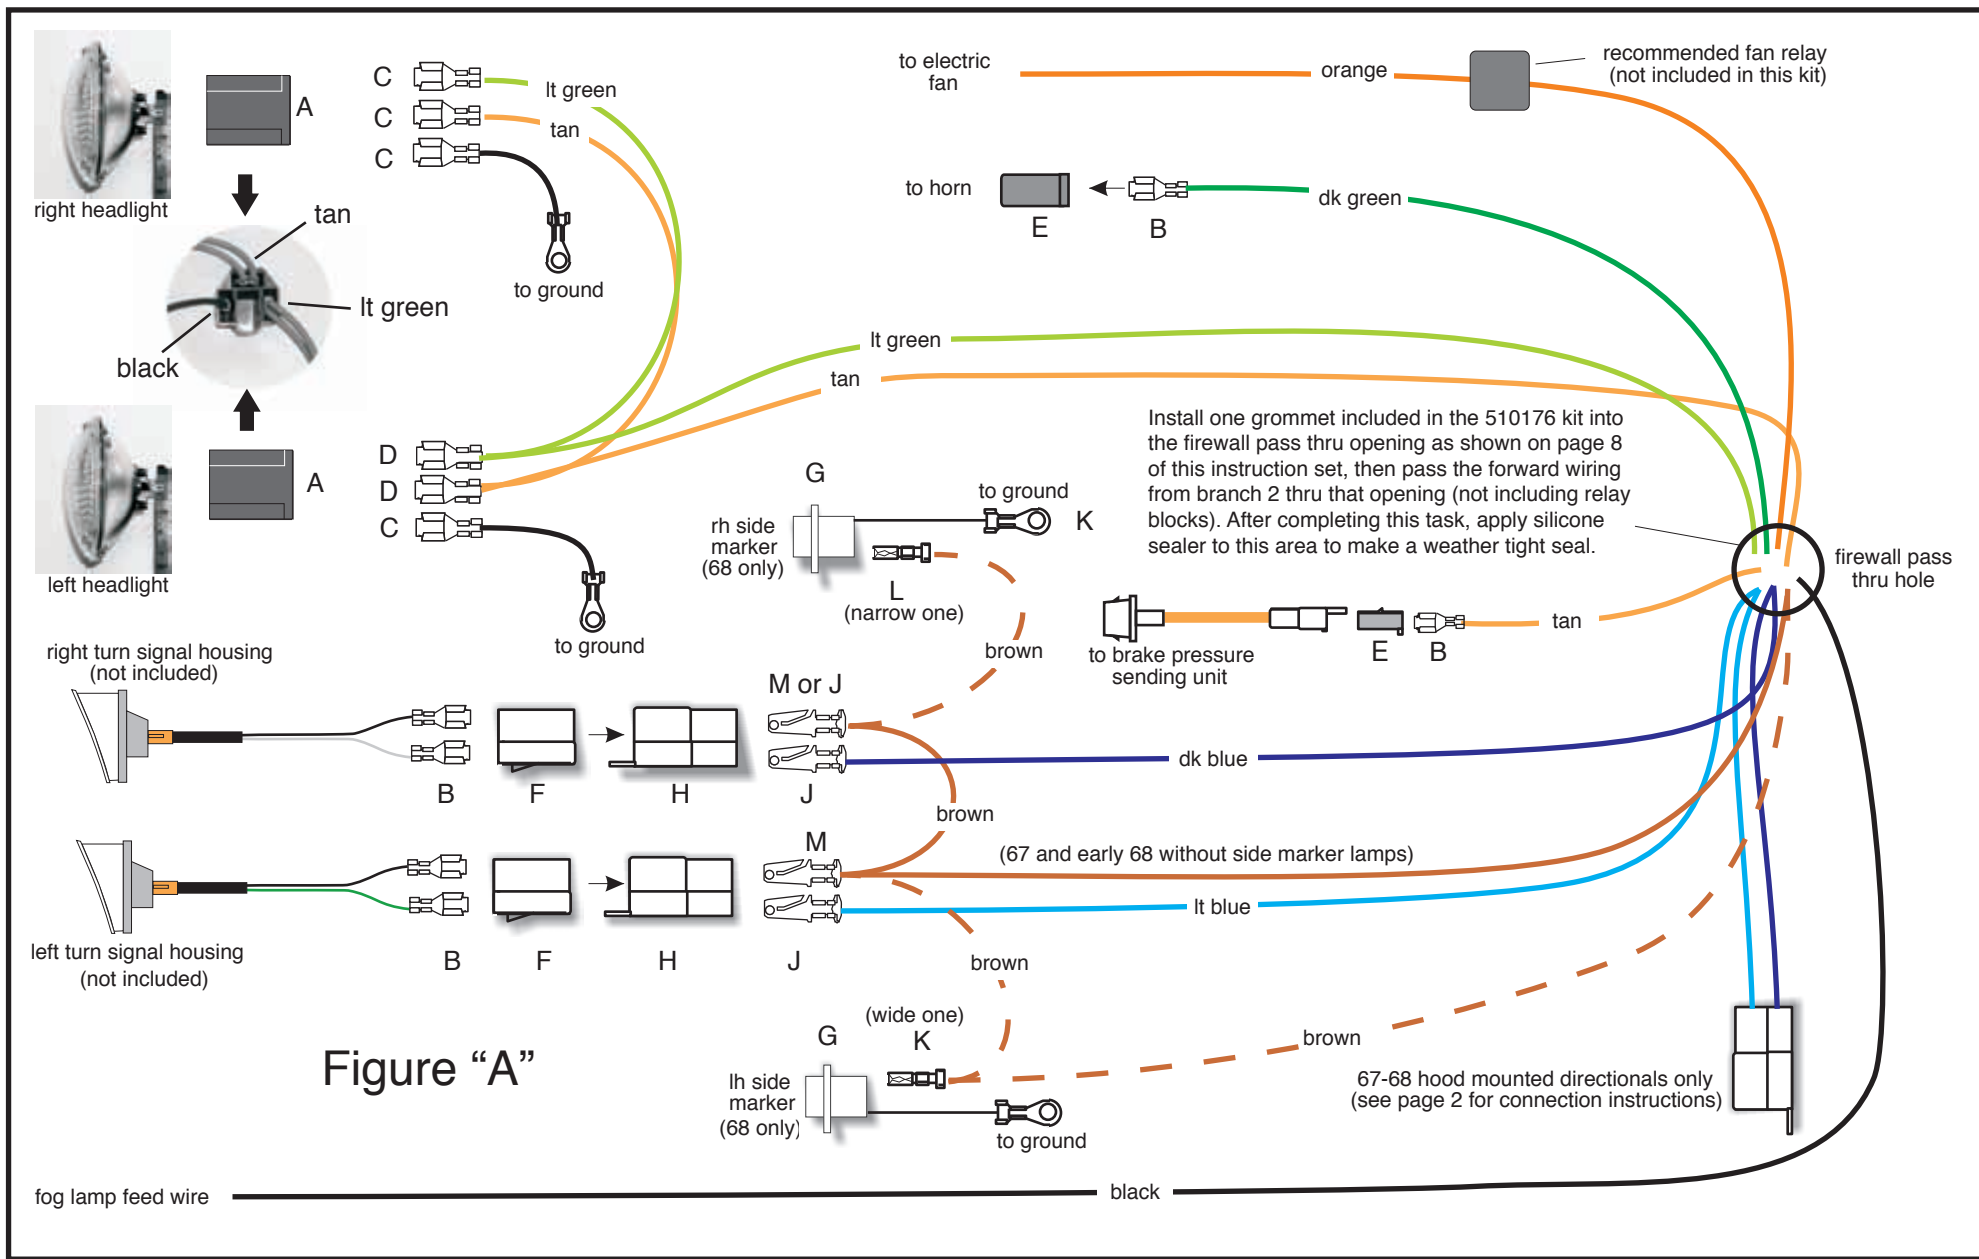 to electric
fan
orange
recommended fan relay
(not included in this kit)
A
C
lt green
C
tan
C
right headlight
to horn
E
B
dk green
tan
to ground
lt green
black
lt green
tan
A
left headlight
D
D
C
to ground
Install one grommet included in the 510176 kit into
the firewall pass thru opening as shown on page 8
of this instruction set, then pass the forward wiring
from branch 2 thru that opening (not including relay
blocks). After completing this task, apply silicone
sealer to this area to make a weather tight seal.
firewall pass
thru hole
G
to ground
K
rh side
marker
(68 only)
L
(narrow one)
brown
to brake pressure
sending unit
E
B
tan
right turn signal housing
(not included)
M or J
B
F
H
J
dk blue
brown
M
(67 and early 68 without side marker lamps)
lt blue
left turn signal housing
(not included)
B
F
H
J
brown
(wide one)
G
K
brown
lh side
marker
(68 only)
to ground
67-68 hood mounted directionals only
(see page 2 for connection instructions)
Figure “A”
fog lamp feed wire
black